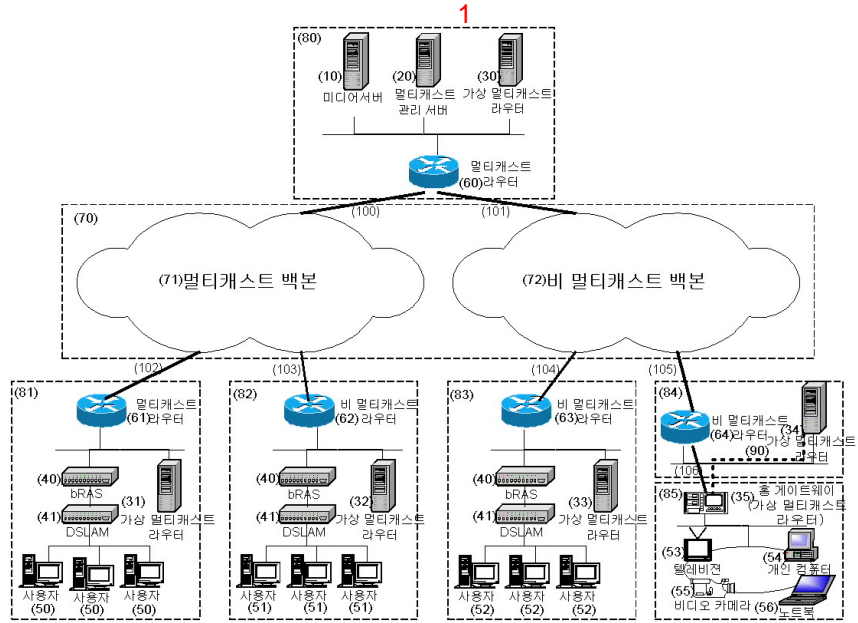 1
(80)
(10)
미디어서버
(20)
멀티캐스트
관리 서버
(30)
가상 멀티캐스트
라우터
멀티캐스트
(60)라우터
(100)
(101)
(70)
(71)멀티캐스트 백본
(72)비 멀티캐스트 백본
(102)
(103)
(104)
(105)
(81)
멀티캐스트
(61)라우터
(40)
bRAS
(41)
DSLAM
(31)
가상 멀티캐스트
라우터
사용자
(50)
사용자
(50)
사용자
(50)
(82)
비 멀티캐스트
(62)라우터
(40)
bRAS
(41)
DSLAM
(32)
가상 멀티캐스트
라우터
사용자
(51)
사용자
(51)
사용자
(51)
(83)
비 멀티캐스트
(63)라우터
(40)
bRAS
(41)
DSLAM
(33)
가상 멀티캐스트
라우터
사용자
(52)
사용자
(52)
사용자
(52)
(84)
비 멀티캐스트
(64)라우터
(34)
가상 멀티캐스트
라우터
(90)
(106)
(85)
(35)
홈 게이트웨이
(가상 멀티캐스트
라우터)
(53)
텔레비젼
(54)
개인 컴퓨터
(55)
비디오 카메라
(56)
노트북